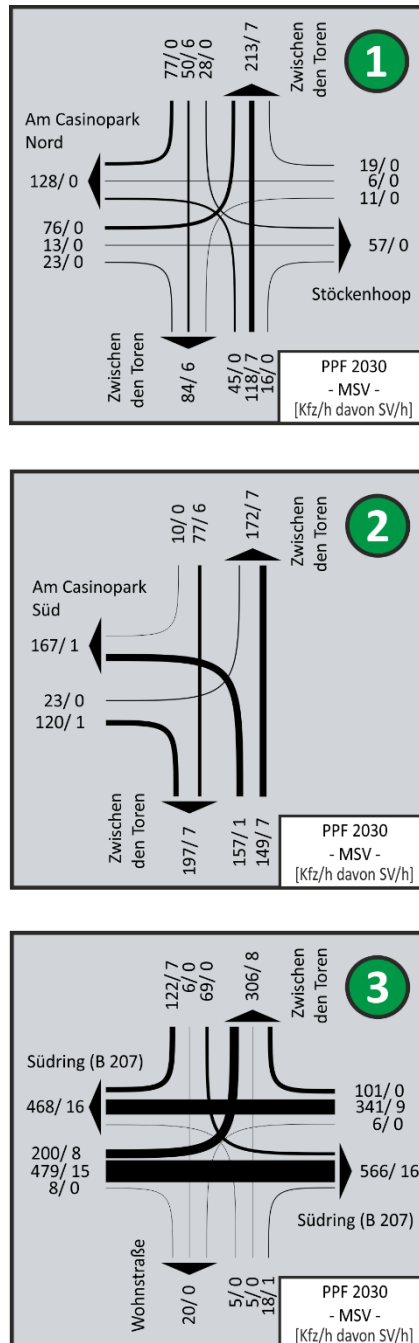 77/ 0
50/ 6
28/ 0
213/ 7
Zwischen
den Toren
1
Am Casinopark
Nord
128/ 0
76/ 0
13/ 0
23/ 0
19/ 0
6/ 0
11/ 0
57/ 0
Stöckenhoop
Zwischen
den Toren
84/ 6
45/ 0
118/ 7
16/ 0
PPF 2030
- MSV -
[Kfz/h davon SV/h]
10/ 0
77/ 6
172/ 7
Zwischen
den Toren
2
Am Casinopark
Süd
167/ 1
23/ 0
120/ 1
Zwischen
den Toren
197/ 7
157/ 1
149/ 7
PPF 2030
- MSV -
[Kfz/h davon SV/h]
122/ 7
6/ 0
69/ 0
306/ 8
Zwischen
den Toren
3
Südring (B 207)
468/ 16
200/ 8
479/ 15
8/ 0
101/ 0
341/ 9
6/ 0
566/ 16
Südring (B 207)
Wohnstraße
20/ 0
5/ 0
5/ 0
18/ 1
PPF 2030
- MSV -
[Kfz/h davon SV/h]